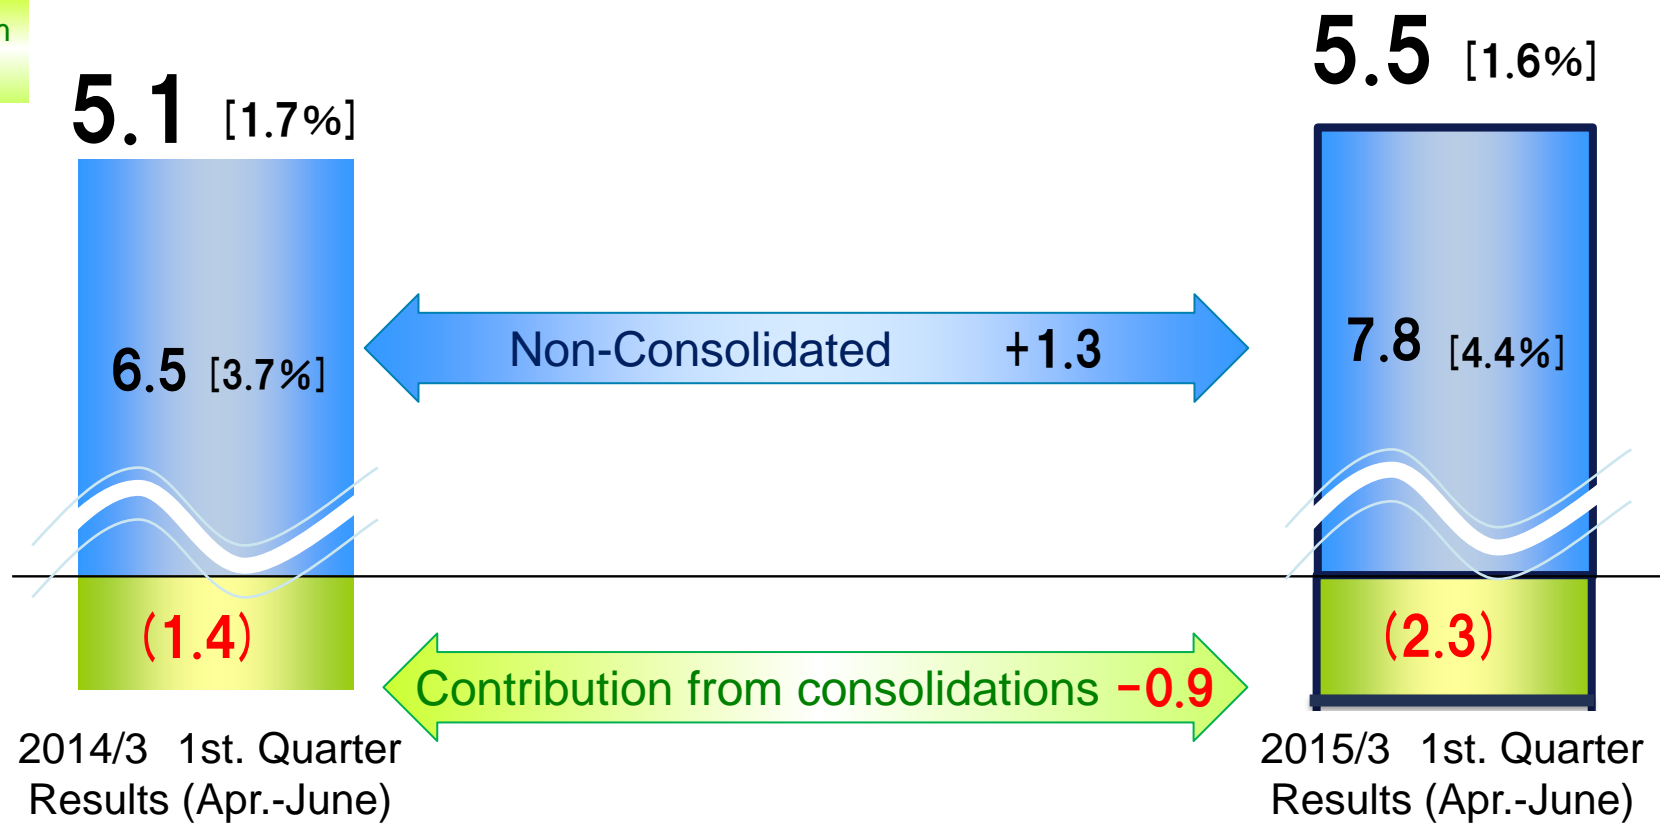 5.1 [1.7%]
5.5 [1.6%]
6.5 [3.7%]
Non-Consolidated +1.3
7.8 [4.4%]
(1.4)
Contribution from consolidations -0.9
(2.3)
2014/3 1st. Quarter
Results (Apr.-June)
2015/3 1st. Quarter
Results (Apr.-June)